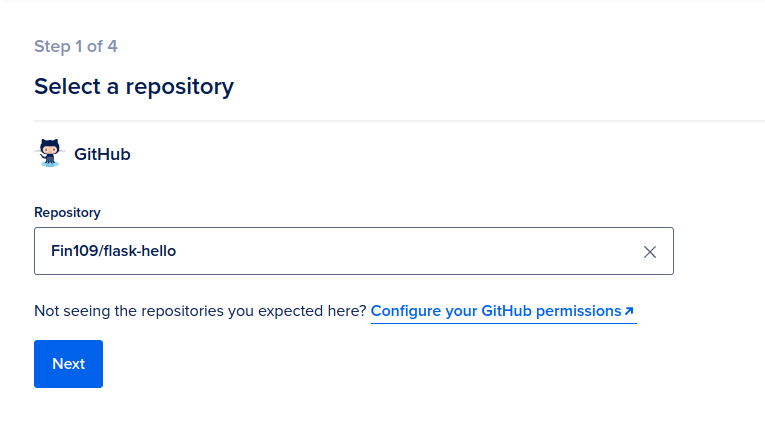 Step 1 of 4
Select a repository
GitHub
Repository
Fin109/flask-hello
Not seeing the repositories you expected here? Configure your GitHub permissions
Next